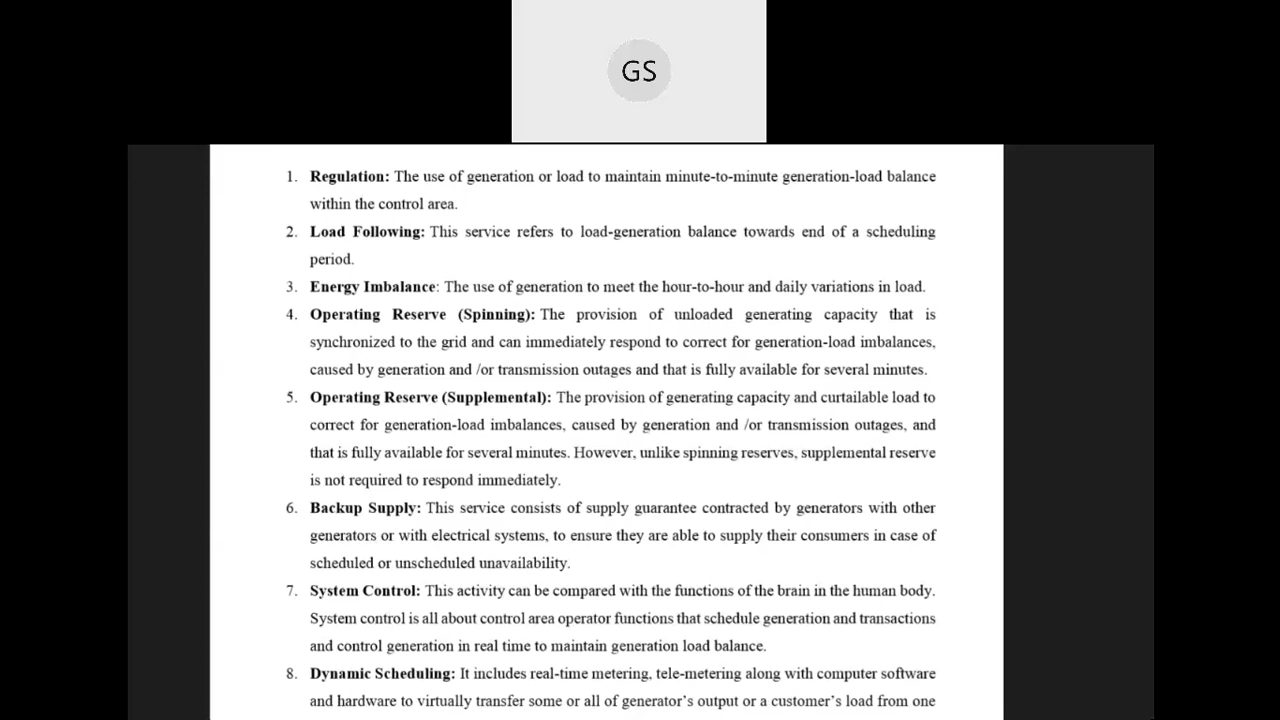 GS
1. Regulation: The use of generation or load to maintain minute-to-minute generation-load balance
within the control area.
2. Load Following: This service refers to load-generation balance towards end of a scheduling
period.
3. Energy Imbalance: The use of generation to meet the hour-to-hour and daily variations in load.
4. Operating Reserve (Spinning): The provision of unloaded generating capacity that is
synchronized to the grid and can immediately respond to correct for generation-load imbalances,
caused by generation and /or transmission outages and that is fully available for several minutes.
5. Operating Reserve (Supplemental): The provision of generating capacity and curtailable load to
correct for generation-load imbalances, caused by generation and /or transmission outages, and
that is fully available for several minutes. However, unlike spinning reserves, supplemental reserve
is not required to respond immediately.
6. Backup Supply: This service consists of supply guarantee contracted by generators with other
generators or with electrical systems, to ensure they are able to supply their consumers in case of
scheduled or unscheduled unavailability.
7. System Control: This activity can be compared with the functions of the brain in the human body.
System control is all about control area operator functions that schedule generation and transactions
and control generation in real time to maintain generation load balance.
8. Dynamic Scheduling: It includes real-time metering, tele-metering along with computer software
and hardware to virtually transfer some or all of generator's output or a customer's load from one